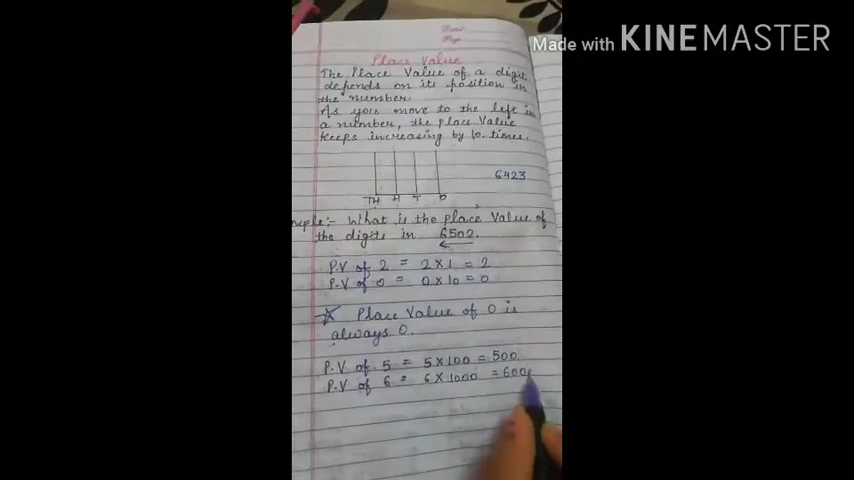 Made with KINEMASTER
Date:
Page
Place Value
The Place Value of a digit
depends on its position in
the number.
As you move to the left in
a number, the place Value
keeps increasing by 10 times.
6423
TH H T O
mple:- What is the place Value of
the digits in 6502.
P.V of 2 = 2×1 = 2
P.V of 0 = 0×10 = 0
Place Value of 0 is
always 0.
P.V of 5 = 5×100 = 500
P.V of 6 = 6×1000 = 6000